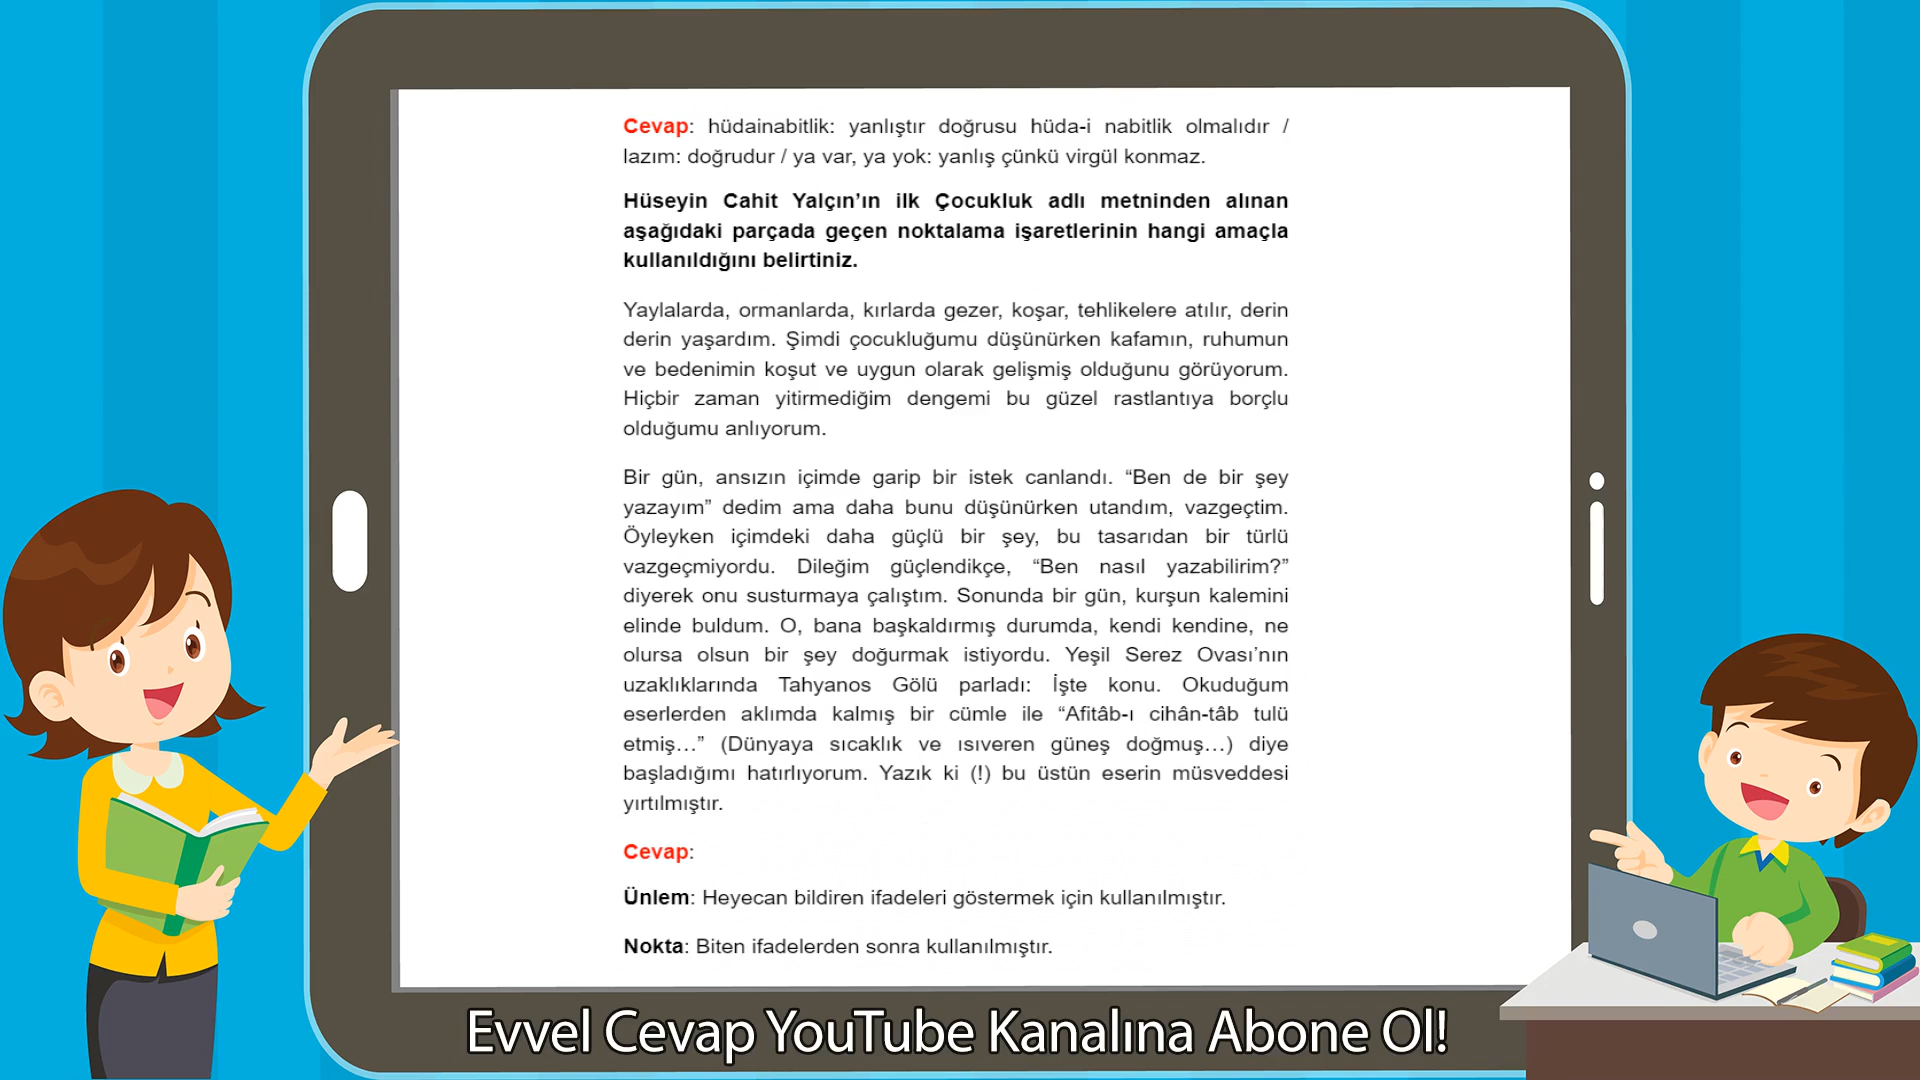 Cevap: hüdainabitlik: yanlıştır doğrusu hüda-i nabitlik olmalıdır /
lazım: doğrudur / ya var, ya yok: yanlış çünkü virgül konmaz.
Hüseyin Cahit Yalçın’ın ilk Çocukluk adlı metninden alınan
aşağıdaki parçada geçen noktalama işaretlerinin hangi amaçla
kullanıldığını belirtiniz.
Yaylalarda, ormanlarda, kırlarda gezer, koşar, tehlikelere atılır, derin
derin yaşardım. Şimdi çocukluğumu düşünürken kafamın, ruhumun
ve bedenimin koşut ve uygun olarak gelişmiş olduğunu görüyorum.
Hiçbir zaman yitirmediğim dengemi bu güzel rastlantıya borçlu
olduğumu anlıyorum.
Bir gün, ansızın içimde garip bir istek canlandı. “Ben de bir şey
yazayım” dedim ama daha bunu düşünürken utandım, vazgeçtim.
Öyleyken içimdeki daha güçlü bir şey, bu tasarıdan bir türlü
vazgeçmiyordu. Dileğim güçlendikçe, “Ben nasıl yazabilirim?”
diyerek onu susturmaya çalıştım. Sonunda bir gün, kurşun kalemini
elinde buldum. O, bana başkaldırmış durumda, kendi kendine, ne
olursa olsun bir şey doğurmak istiyordu. Yeşil Serez Ovası’nın
uzaklıklarında Tahyanos Gölü parladı: İşte konu. Okuduğum
eserlerden aklımda kalmış bir cümle ile “Afitâb-ı cihân-tâb tulü
etmiş…” (Dünyaya sıcaklık ve ısıveren güneş doğmuş…) diye
başladığımı hatırlıyorum. Yazık ki (!) bu üstün eserin müsveddesi
yırtılmıştır.
Cevap:
Ünlem: Heyecan bildiren ifadeleri göstermek için kullanılmıştır.
Nokta: Biten ifadelerden sonra kullanılmıştır.
Evvel Cevap YouTube Kanalına Abone Ol!